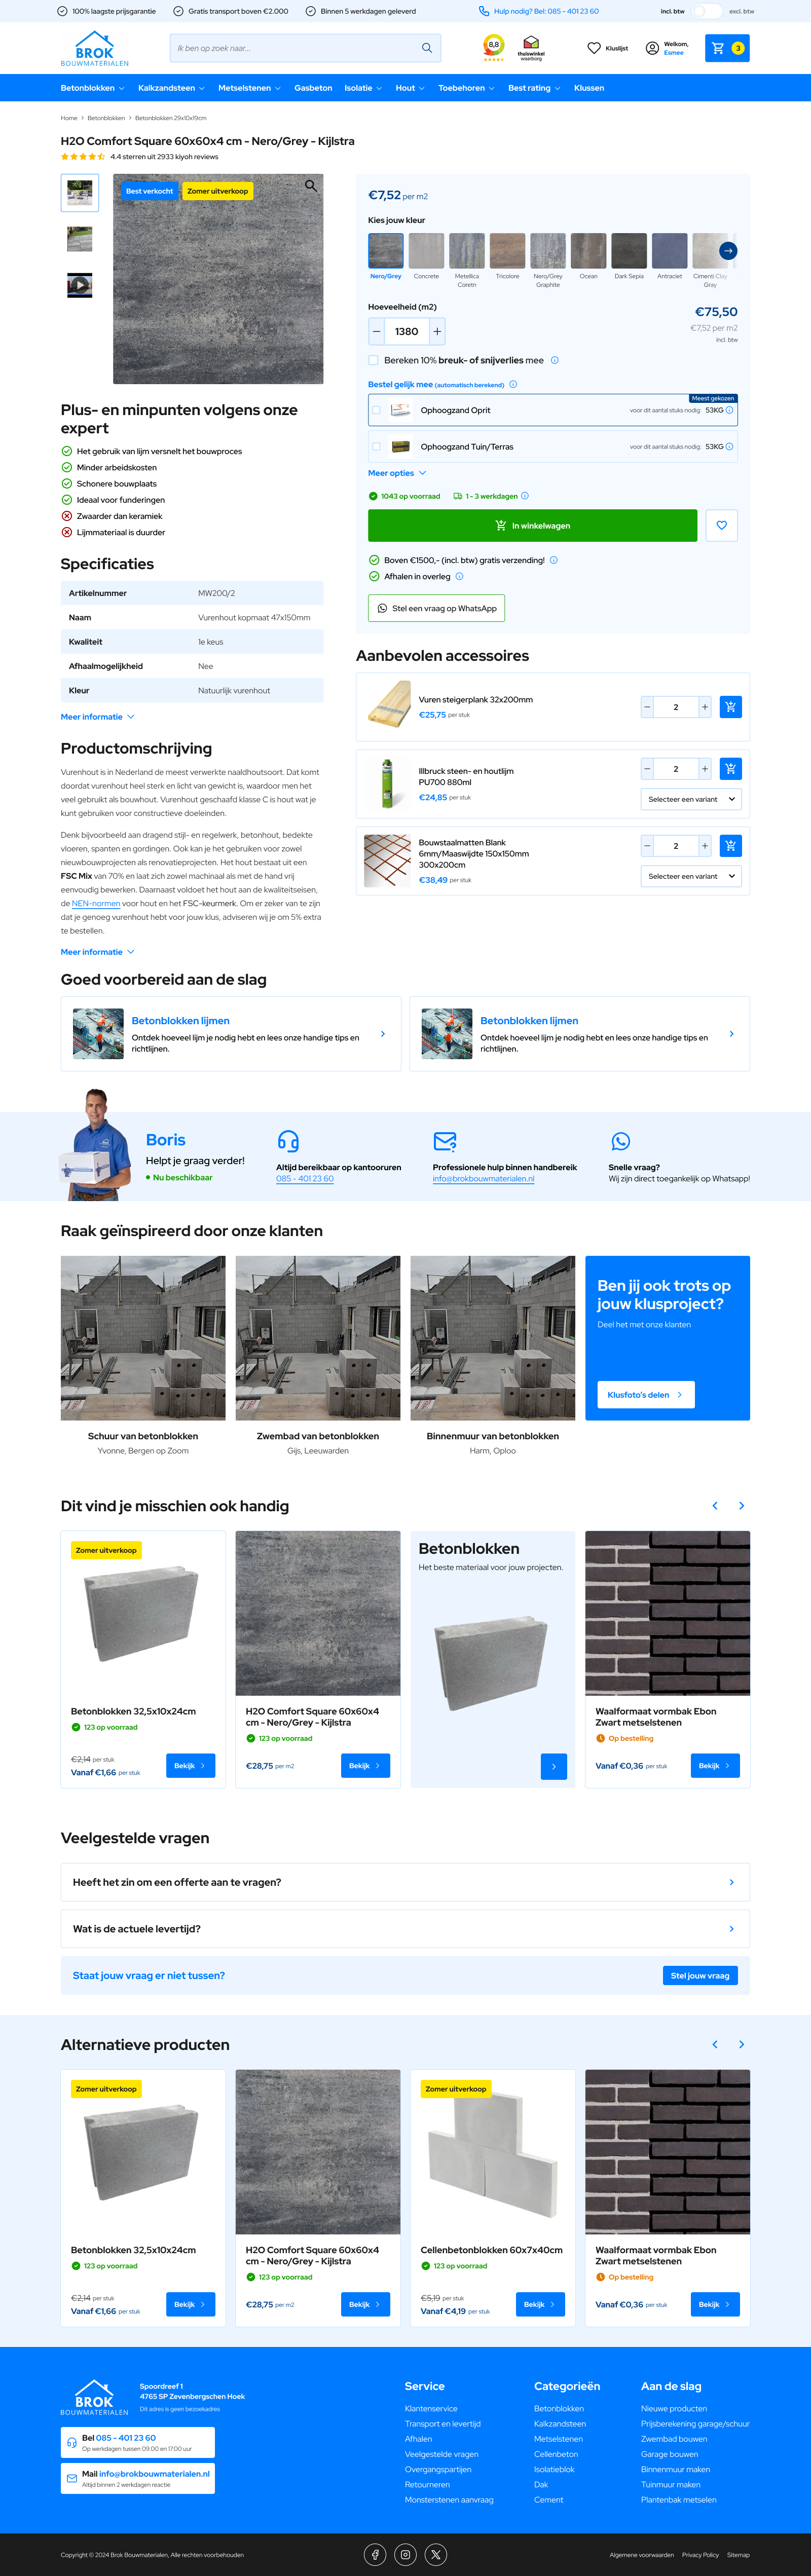 100% laagste prijsgarantie
Gratis transport boven €2.000
Binnen 5 werkdagen geleverd
Hulp nodig? Bel: 085 - 401 23 60
incl. btw
excl. btw
BROK
BOUWMATERIALEN
Ik ben op zoek naar...
8,8
thuiswinkel
waarborg
Kluslijst
Welkom,
Esmee
3
Betonblokken
Kalkzandsteen
Metselstenen
Gasbeton
Isolatie
Hout
Toebehoren
Best rating
Klussen
Home
Betonblokken
Betonblokken 29x10x19cm
H2O Comfort Square 60x60x4 cm - Nero/Grey - Kijlstra
4.4 sterren uit 2933 kiyoh reviews
Best verkocht
Zomer uitverkoop
Plus- en minpunten volgens onze
expert
Het gebruik van lijm versnelt het bouwproces
Minder arbeidskosten
Schonere bouwplaats
Ideaal voor funderingen
Zwaarder dan keramiek
Lijmmateriaal is duurder
Specificaties
Artikelnummer MW200/2
Naam Vurenhout kopmaat 47x150mm
Kwaliteit 1e keus
Afhaalmogelijkheid Nee
Kleur Natuurlijk vurenhout
Meer informatie
Productomschrijving
Vurenhout is in Nederland de meest verwerkte naaldhoutsoort. Dat komt
doordat vurenhout heel sterk en licht van gewicht is, waardoor men het
veel gebruikt als bouwhout. Vurenhout geschaafd klasse C is hout wat je
kunt gebruiken voor constructieve doeleinden.
Denk bijvoorbeeld aan dragend stijl- en regelwerk, betonhout, bedekte
vloeren, spanten en gordingen. Ook kan je het gebruiken voor zowel
nieuwbouwprojecten als renovatieprojecten. Het hout bestaat uit een
FSC Mix van 70% en laat zich zowel machinaal als met de hand vrij
eenvoudig bewerken. Daarnaast voldoet het hout aan de kwaliteitseisen,
de NEN-normen voor hout en het FSC-keurmerk. Om er zeker van te zijn
dat je genoeg vurenhout hebt voor jouw klus, adviseren wij je om 5% extra
te bestellen.
Meer informatie
€7,52 per m2
Kies jouw kleur
Nero/Grey
Concrete
Metellica
Coretn
Tricolore
Nero/Grey
Graphite
Ocean
Dark Sepia
Antraciet
Cimenti Clay
Gray
Hoeveelheid (m2)
1380
€75,50
€7,52 per m2
incl. btw
Bereken 10% breuk- of snijverlies mee
Bestel gelijk mee (automatisch berekend)
Meest gekozen
Ophoogzand Oprit
voor dit aantal stuks nodig: 53KG
Ophoogzand Tuin/Terras
voor dit aantal stuks nodig: 53KG
Meer opties
1043 op voorraad
1 - 3 werkdagen
In winkelwagen
Boven €1500,- (incl. btw) gratis verzending!
Afhalen in overleg
Stel een vraag op WhatsApp
Aanbevolen accessoires
Vuren steigerplank 32x200mm
€25,75 per stuk
2
Illbruck steen- en houtlijm
PU700 880ml
€24,85 per stuk
2
Selecteer een variant
Bouwstaalmatten Blank
6mm/Maaswijdte 150x150mm
300x200cm
€38,49 per stuk
2
Selecteer een variant
Goed voorbereid aan de slag
Betonblokken lijmen
Ontdek hoeveel lijm je nodig hebt en lees onze handige tips en
richtlijnen.
Betonblokken lijmen
Ontdek hoeveel lijm je nodig hebt en lees onze handige tips en
richtlijnen.
Boris
Helpt je graag verder!
Nu beschikbaar
Altijd bereikbaar op kantooruren
085 - 401 23 60
Professionele hulp binnen handbereik
info@brokbouwmaterialen.nl
Snelle vraag?
Wij zijn direct toegankelijk op Whatsapp!
Raak geïnspireerd door onze klanten
Schuur van betonblokken
Yvonne, Bergen op Zoom
Zwembad van betonblokken
Gijs, Leeuwarden
Binnenmuur van betonblokken
Harm, Oploo
Ben jij ook trots op
jouw klusproject?
Deel het met onze klanten
Klusfoto's delen
Dit vind je misschien ook handig
Zomer uitverkoop
Betonblokken 32,5x10x24cm
123 op voorraad
€2,14 per stuk
Vanaf €1,66 per stuk
Bekijk
H2O Comfort Square 60x60x4
cm - Nero/Grey - Kijlstra
123 op voorraad
€28,75 per m2
Bekijk
Betonblokken
Het beste materiaal voor jouw projecten.
Waalformaat vormbak Ebon
Zwart metselstenen
Op bestelling
Vanaf €0,36 per stuk
Bekijk
Veelgestelde vragen
Heeft het zin om een offerte aan te vragen?
Wat is de actuele levertijd?
Staat jouw vraag er niet tussen?
Stel jouw vraag
Alternatieve producten
Zomer uitverkoop
Betonblokken 32,5x10x24cm
123 op voorraad
€2,14 per stuk
Vanaf €1,66 per stuk
Bekijk
H2O Comfort Square 60x60x4
cm - Nero/Grey - Kijlstra
123 op voorraad
€28,75 per m2
Bekijk
Zomer uitverkoop
Cellenbetonblokken 60x7x40cm
123 op voorraad
€5,19 per stuk
Vanaf €4,19 per stuk
Bekijk
Waalformaat vormbak Ebon
Zwart metselstenen
Op bestelling
Vanaf €0,36 per stuk
Bekijk
BROK
BOUWMATERIALEN
Spoordreef 1
4765 SP Zevenbergschen Hoek
Dit adres is geen bezoekadres
Bel 085 - 401 23 60
Op werkdagen tussen 09.00 en 17.00 uur
Mail info@brokbouwmaterialen.nl
Altijd binnen 2 werkdagen reactie
Service
Klantenservice
Transport en levertijd
Afhalen
Veelgestelde vragen
Overgangspartijen
Retourneren
Monsterstenen aanvraag
Categorieën
Betonblokken
Kalkzandsteen
Metselstenen
Cellenbeton
Isolatieblok
Dak
Cement
Aan de slag
Nieuwe producten
Prijsberekening garage/schuur
Zwembad bouwen
Garage bouwen
Binnenmuur maken
Tuinmuur maken
Plantenbak metselen
Copyright © 2024 Brok Bouwmaterialen, Alle rechten voorbehouden
Algemene voorwaarden
Privacy Policy
Sitemap